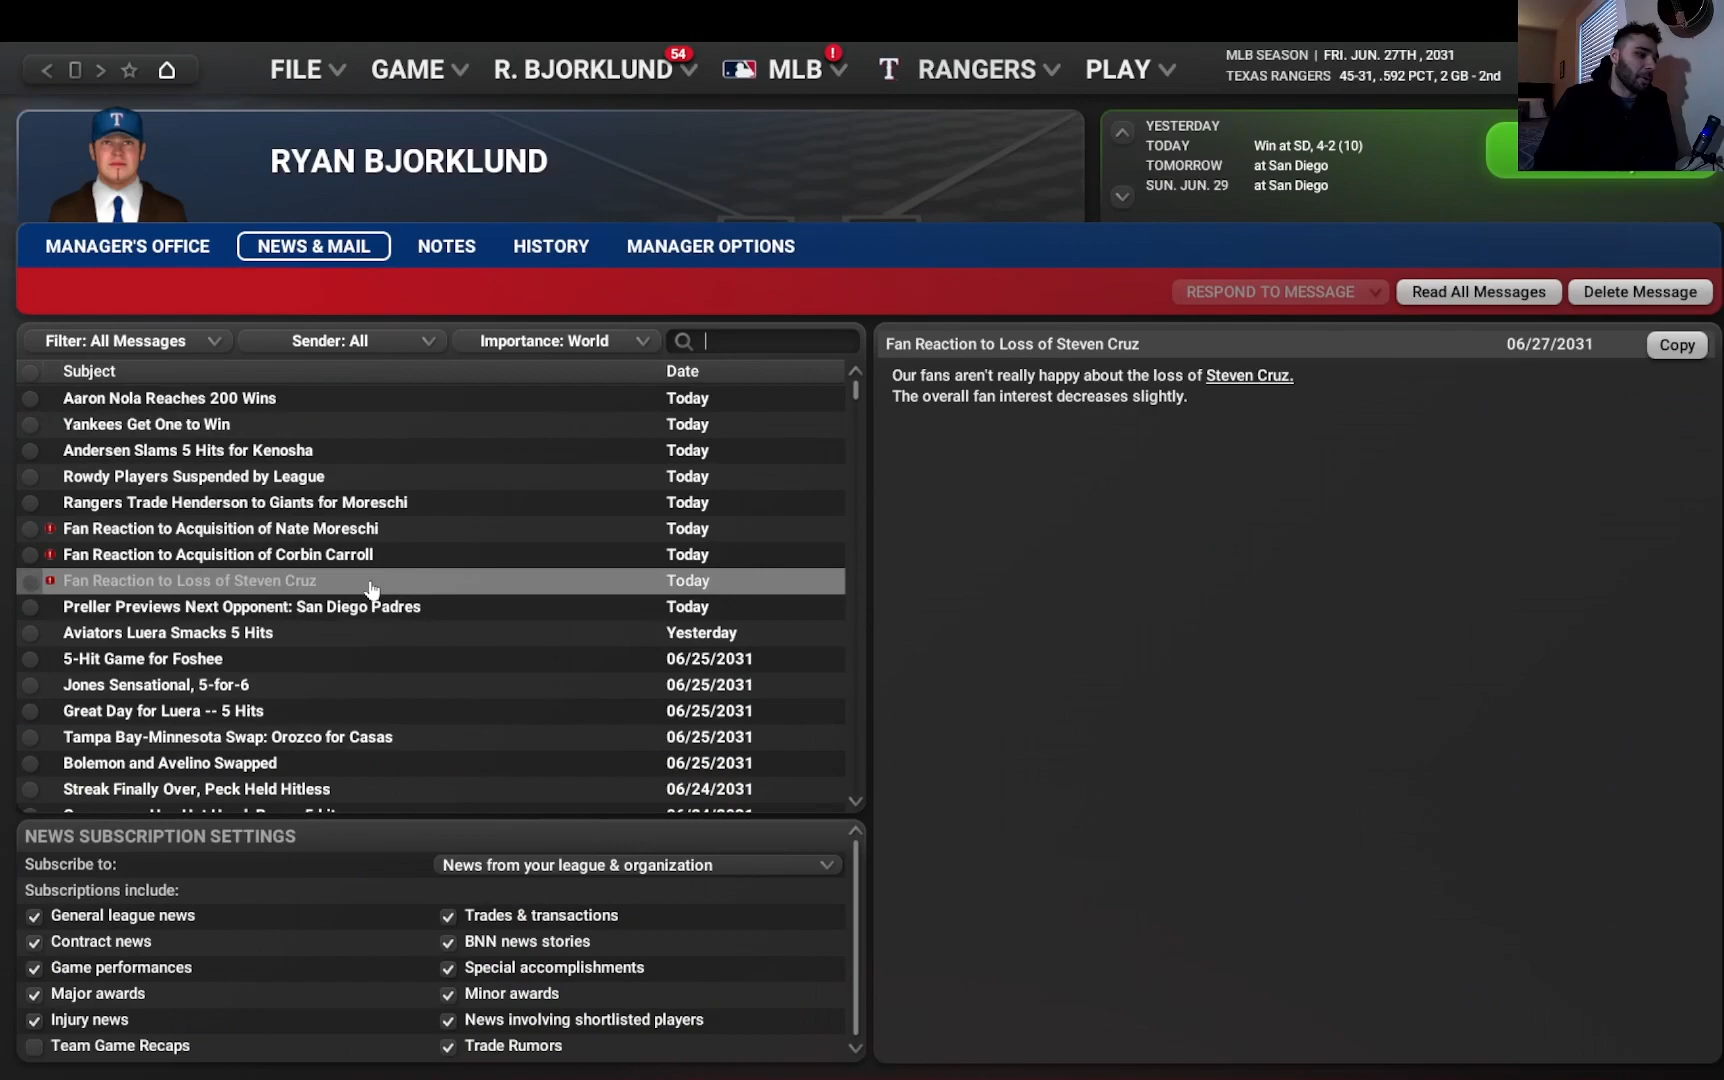 FILE GAME R. BJORKLUND 54 MLB ! T RANGERS PLAY
MLB SEASON | FRI. JUN. 27TH , 2031
TEXAS RANGERS 45-31, .592 PCT, 2 GB - 2nd
T
RYAN BJORKLUND
YESTERDAY
TODAY Win at SD, 4-2 (10)
TOMORROW at San Diego
SUN. JUN. 29 at San Diego
MANAGER'S OFFICE NEWS & MAIL NOTES HISTORY MANAGER OPTIONS
RESPOND TO MESSAGE Read All Messages Delete Message
Filter: All Messages Sender: All Importance: World
Subject Date
Aaron Nola Reaches 200 Wins Today
Yankees Get One to Win Today
Andersen Slams 5 Hits for Kenosha Today
Rowdy Players Suspended by League Today
Rangers Trade Henderson to Giants for Moreschi Today
! Fan Reaction to Acquisition of Nate Moreschi Today
! Fan Reaction to Acquisition of Corbin Carroll Today
! Fan Reaction to Loss of Steven Cruz Today
Preller Previews Next Opponent: San Diego Padres Today
Aviators Luera Smacks 5 Hits Yesterday
5-Hit Game for Foshee 06/25/2031
Jones Sensational, 5-for-6 06/25/2031
Great Day for Luera -- 5 Hits 06/25/2031
Tampa Bay-Minnesota Swap: Orozco for Casas 06/25/2031
Bolemon and Avelino Swapped 06/25/2031
Streak Finally Over, Peck Held Hitless 06/24/2031
Fan Reaction to Loss of Steven Cruz 06/27/2031 Copy
Our fans aren't really happy about the loss of Steven Cruz.
The overall fan interest decreases slightly.
NEWS SUBSCRIPTION SETTINGS
Subscribe to: News from your league & organization
Subscriptions include:
General league news Trades & transactions
Contract news BNN news stories
Game performances Special accomplishments
Major awards Minor awards
Injury news News involving shortlisted players
Team Game Recaps Trade Rumors